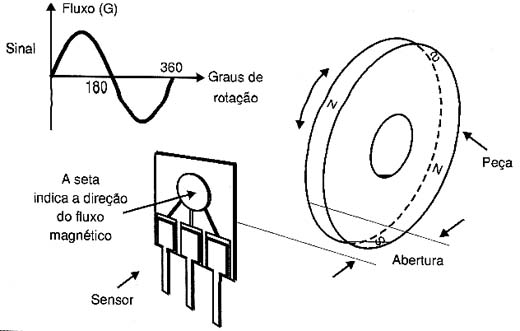 Fluxo (G)
Sinal
180
360
Graus de
rotação
A seta
indica a direção
do fluxo
magnético
Sensor
N
S
N
S
Peça
Abertura